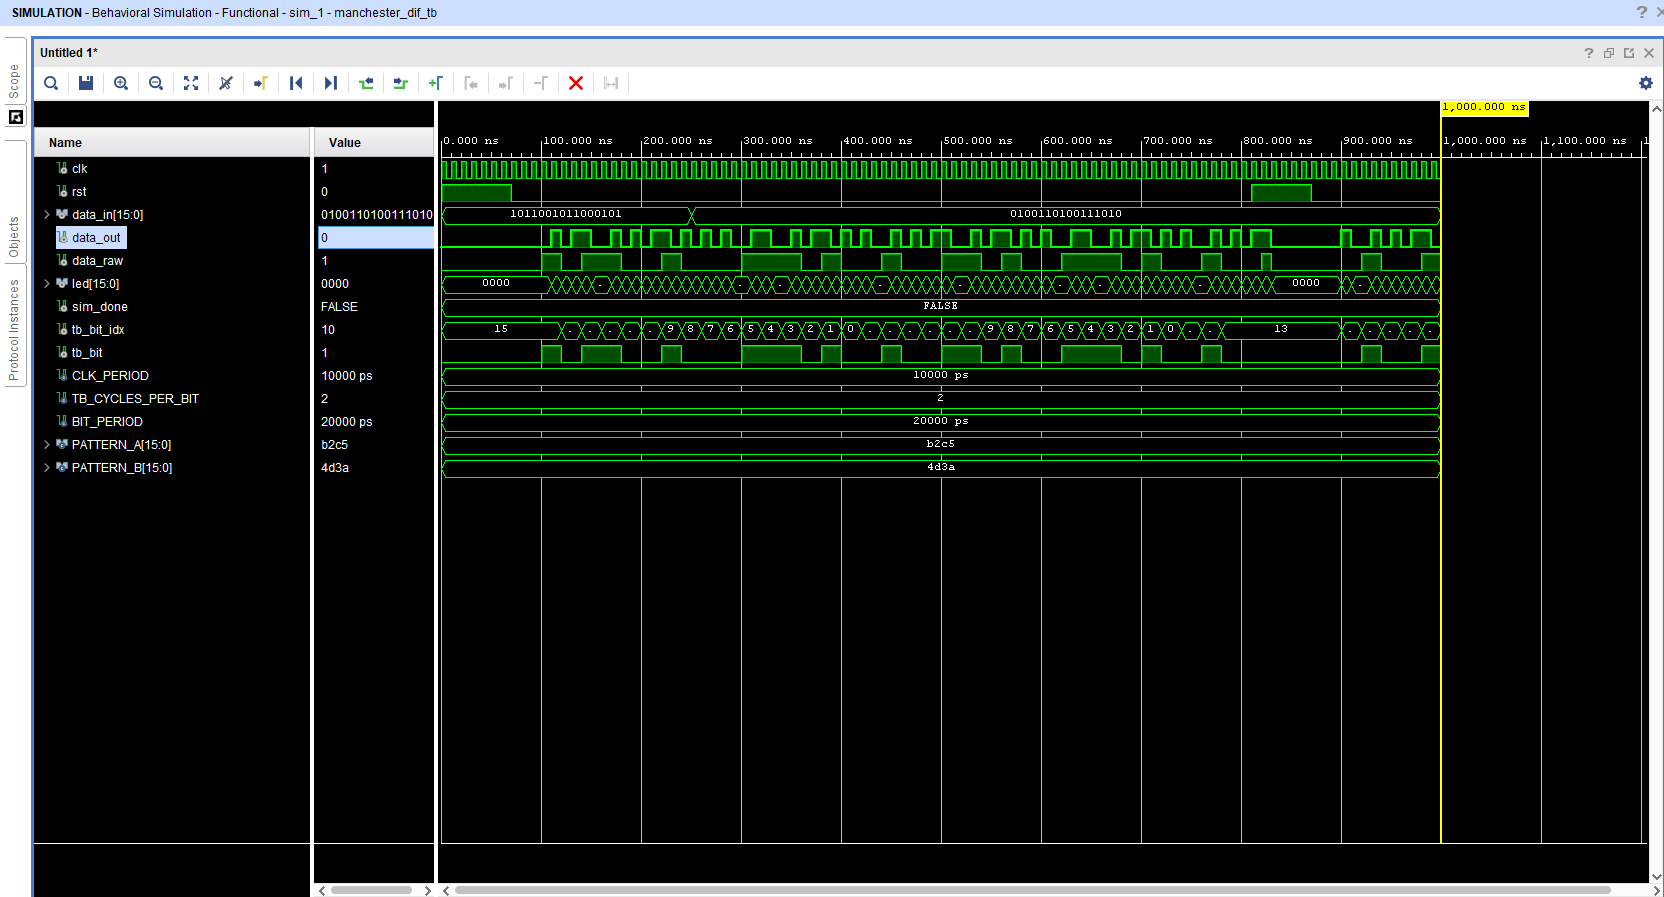 SIMULATION - Behavioral Simulation - Functional - sim_1 - manchester_dif_tb
Scope
Objects
Protocol Instances
Untitled 1*
Name
Value
clk 1
rst 0
data_in[15:0] 0100110100111010
data_out 0
data_raw 1
led[15:0] 0000
sim_done FALSE
tb_bit_idx 10
tb_bit 1
CLK_PERIOD 10000 ps
TB_CYCLES_PER_BIT 2
BIT_PERIOD 20000 ps
PATTERN_A[15:0] b2c5
PATTERN_B[15:0] 4d3a
1,000.000 ns
0.000 ns 100.000 ns 200.000 ns 300.000 ns 400.000 ns 500.000 ns 600.000 ns 700.000 ns 800.000 ns 900.000 ns 1,000.000 ns 1,100.000 ns
1011001011000101 0100110100111010
0000 0000
FALSE
15 9 8 7 6 5 4 3 2 1 0 9 8 7 6 5 4 3 2 1 0 13
10000 ps
2
20000 ps
b2c5
4d3a